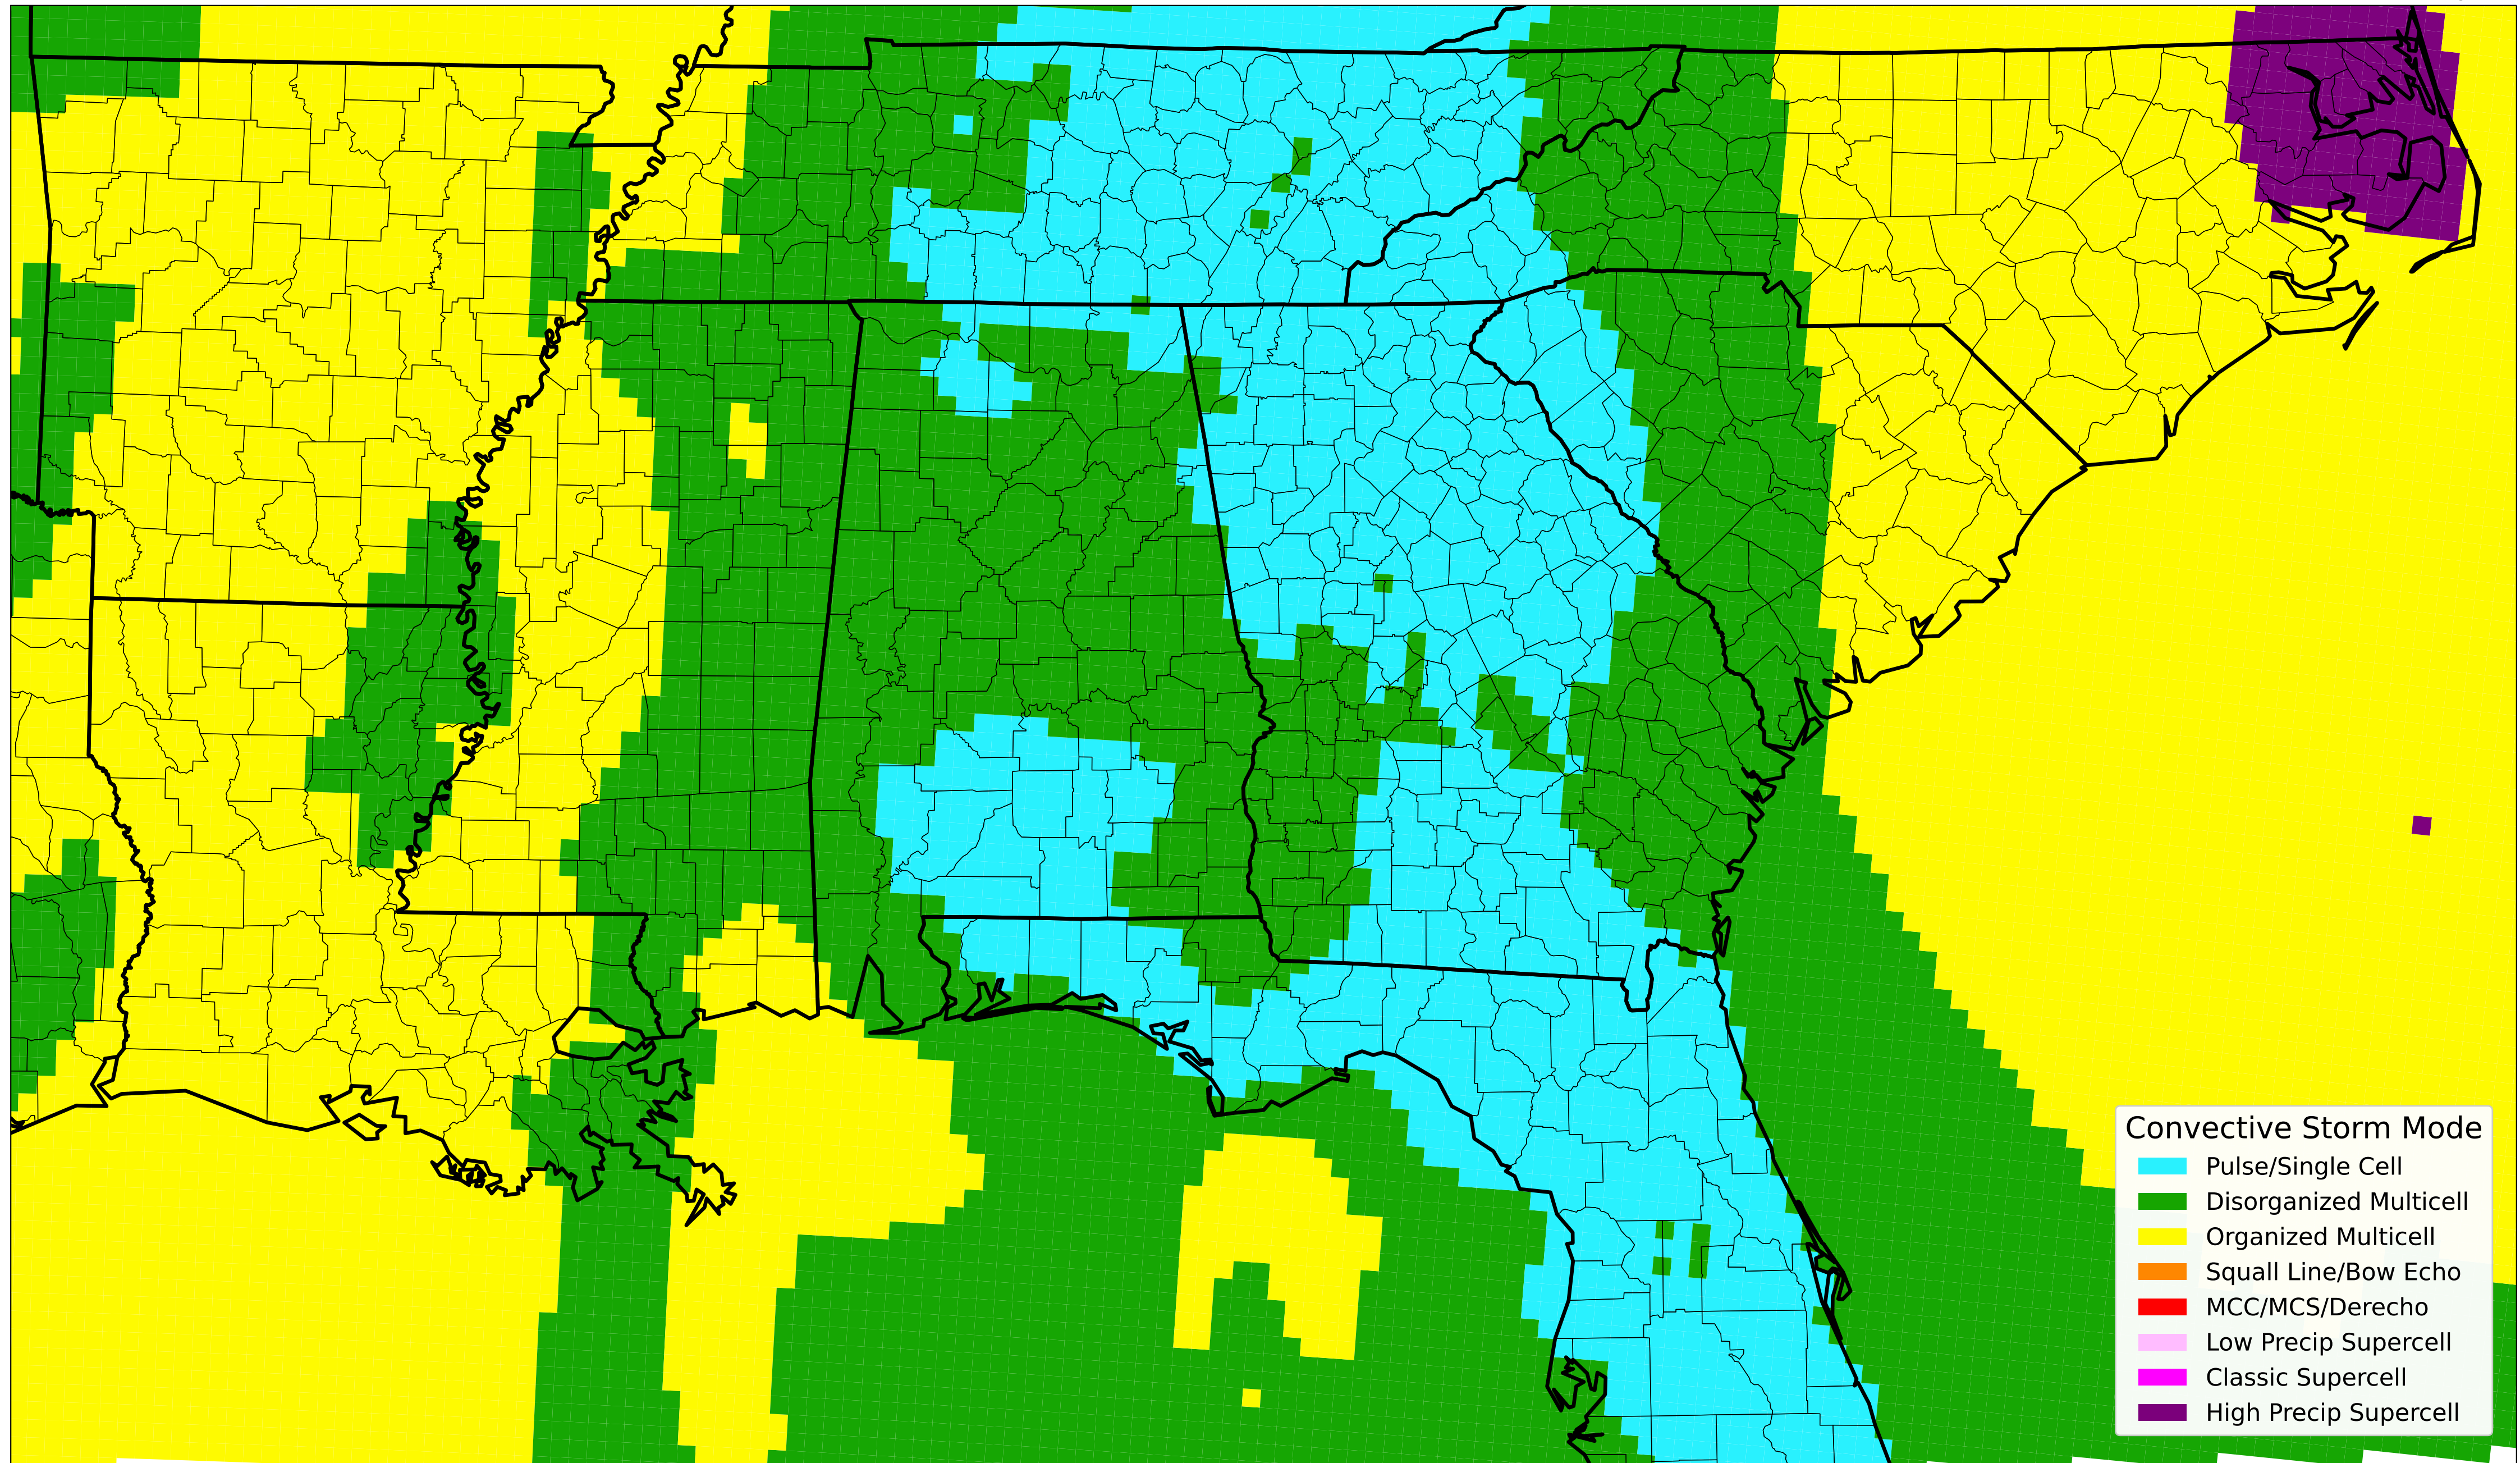 Convective Storm Mode
Pulse/Single Cell
Disorganized Multicell
Organized Multicell
Squall Line/Bow Echo
MCC/MCS/Derecho
Low Precip Supercell
Classic Supercell
High Precip Supercell